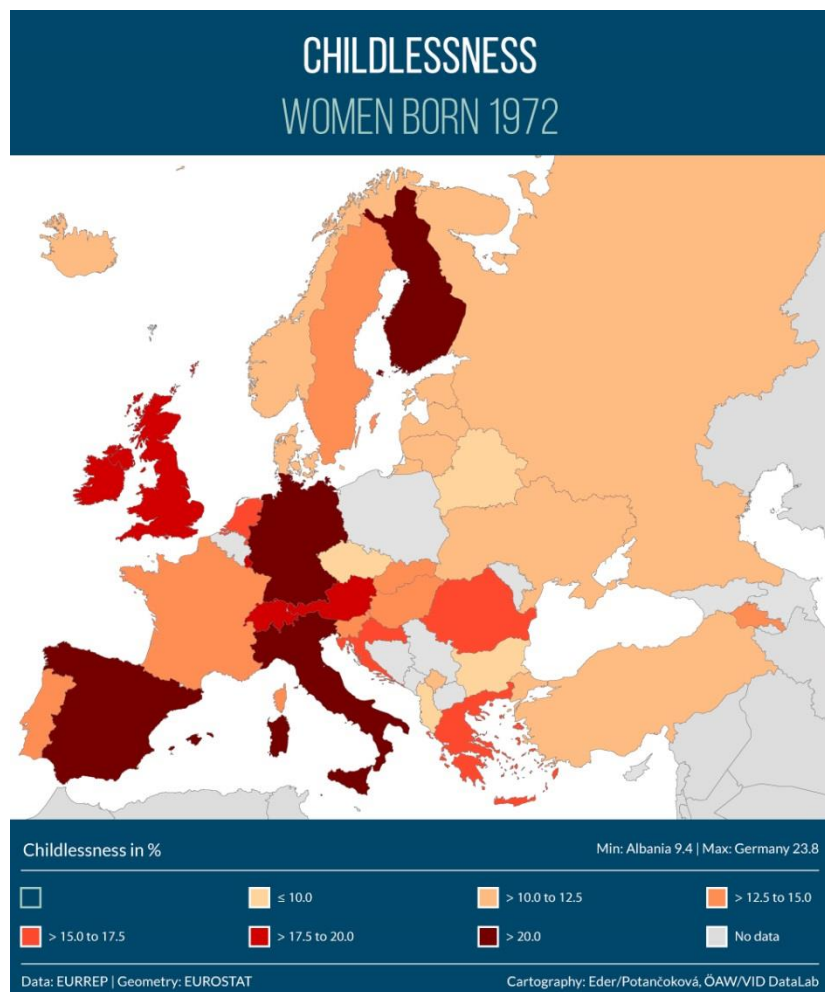 CHILDLESSNESS
WOMEN BORN 1972
Childlessness in %
Min: Albania 9.4 | Max: Germany 23.8
≤ 10.0
> 10.0 to 12.5
> 12.5 to 15.0
> 15.0 to 17.5
> 17.5 to 20.0
> 20.0
No data
Data: EURREP | Geometry: EUROSTAT
Cartography: Eder/Potančoková, ÖAW/VID DataLab